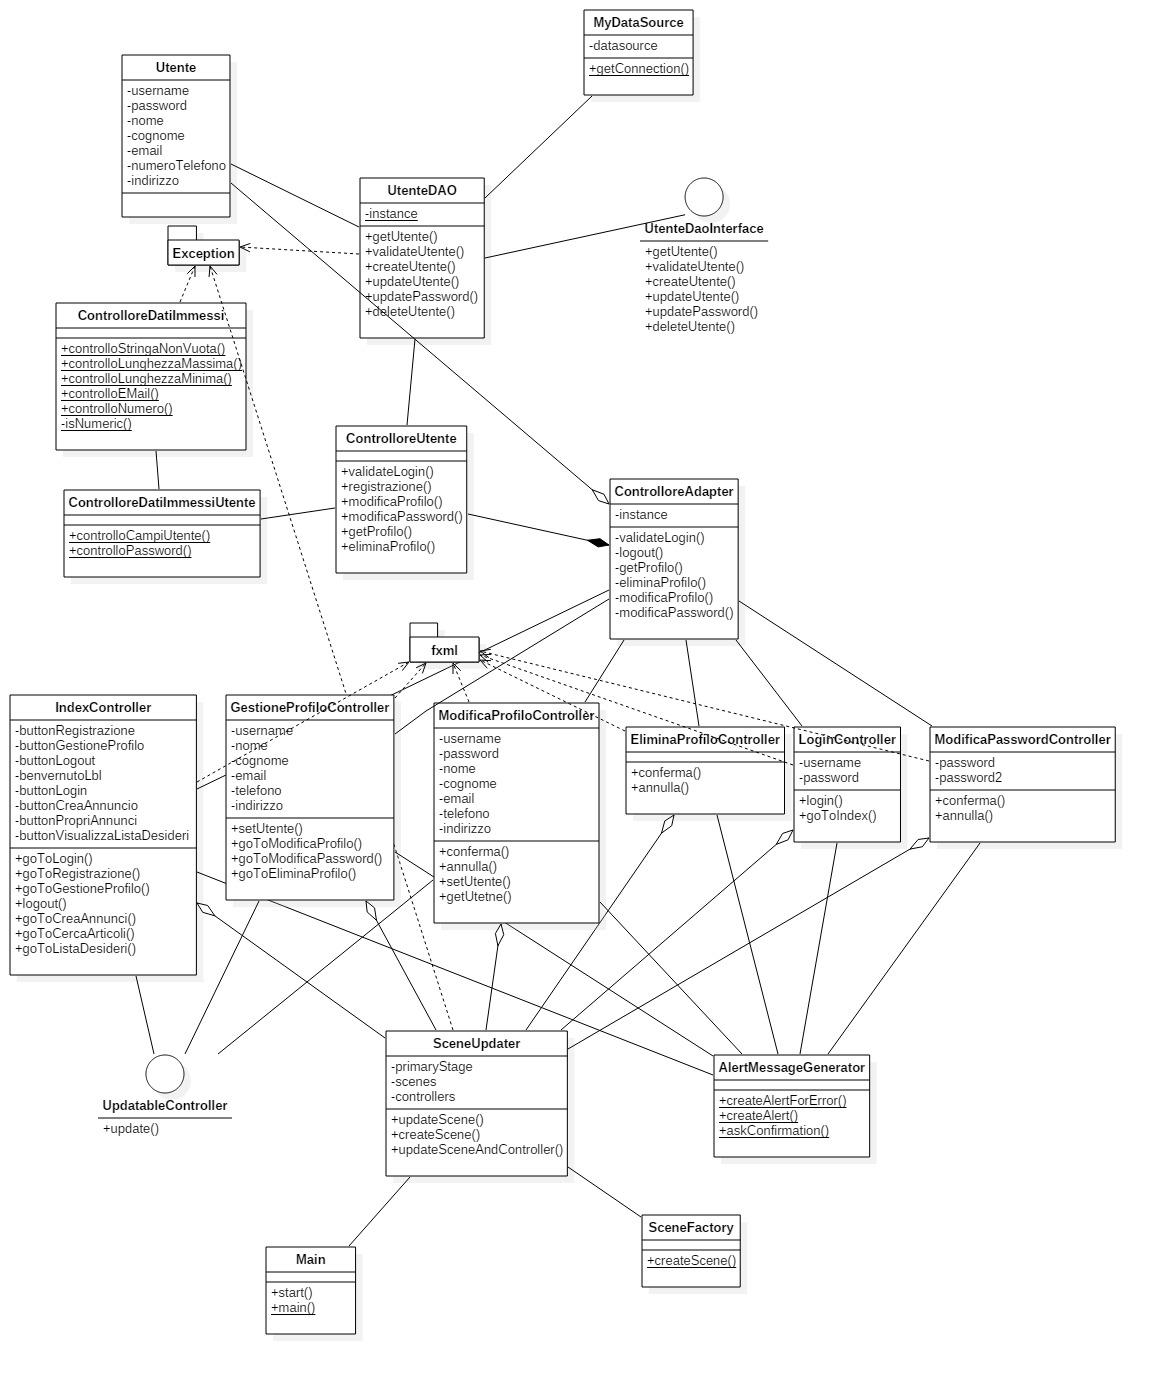 MyDataSource
-datasource
+getConnection()
Utente
-username
-password
-nome
-cognome
-email
-numeroTelefono
-indirizzo
UtenteDAO
-instance
+getUtente()
+validateUtente()
+createUtente()
+updateUtente()
+updatePassword()
+deleteUtente()
UtenteDaoInterface
+getUtente()
+validateUtente()
+createUtente()
+updateUtente()
+updatePassword()
+deleteUtente()
Exception
ControlloreDatiImmessi
+controlloStringaNonVuota()
+controlloLunghezzaMassima()
+controlloLunghezzaMinima()
+controlloEMail()
+controlloNumero()
-isNumeric()
ControlloreUtente
+validateLogin()
+registrazione()
+modificaProfilo()
+modificaPassword()
+getProfilo()
+eliminaProfilo()
ControlloreDatiImmessiUtente
+controlloCampiUtente()
+controlloPassword()
ControlloreAdapter
-instance
-validateLogin()
-logout()
-getProfilo()
-eliminaProfilo()
-modificaProfilo()
-modificaPassword()
fxml
IndexController
-buttonRegistrazione
-buttonGestioneProfilo
-buttonLogout
-benvenutoLbl
-buttonLogin
-buttonCreaAnnuncio
-buttonPropriAnnunci
-buttonVisualizzaListaDesideri
+goToLogin()
+goToRegistrazione()
+goToGestioneProfilo()
+logout()
+goToCreaAnnunci()
+goToCercaArticoli()
+goToListaDesideri()
GestioneProfiloController
-username
-nome
-cognome
-email
-telefono
-indirizzo
+setUtente()
+goToModificaProfilo()
+goToModificaPassword()
+goToEliminaProfilo()
ModificaProfiloController
-username
-password
-nome
-cognome
-email
-telefono
-indirizzo
+conferma()
+annulla()
+setUtente()
+getUtetne()
EliminaProfiloController
+conferma()
+annulla()
LoginController
-username
-password
+login()
+goToIndex()
ModificaPasswordController
-password
-password2
+conferma()
+annulla()
UpdatableController
+update()
SceneUpdater
-primaryStage
-scenes
-controllers
+updateScene()
+createScene()
+updateSceneAndController()
AlertMessageGenerator
+createAlertForError()
+createAlert()
+askConfirmation()
Main
+start()
+main()
SceneFactory
+createScene()